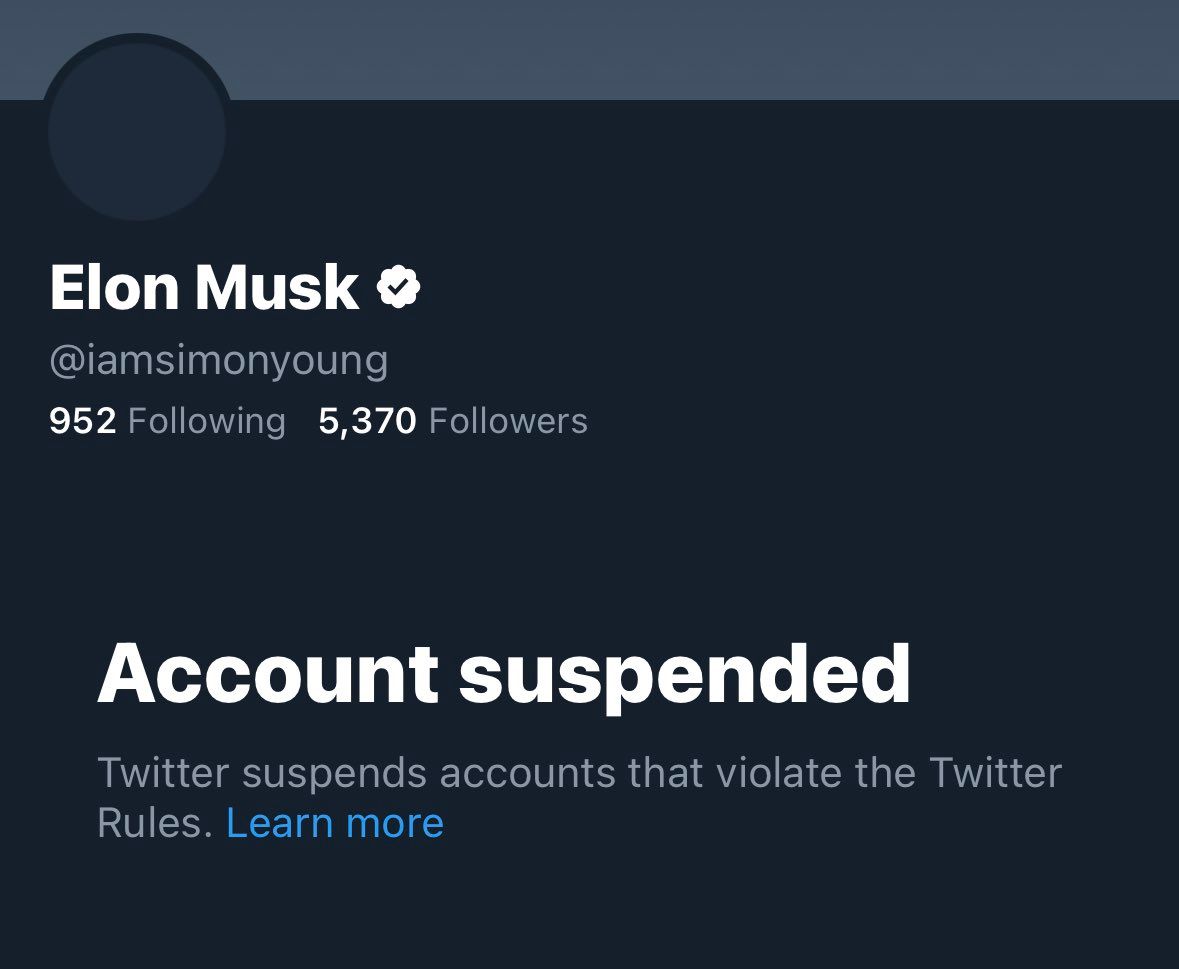 Elon Musk
@iamsimonyoung
952 Following 5,370 Followers
Account suspended
Twitter suspends accounts that violate the Twitter
Rules. Learn more